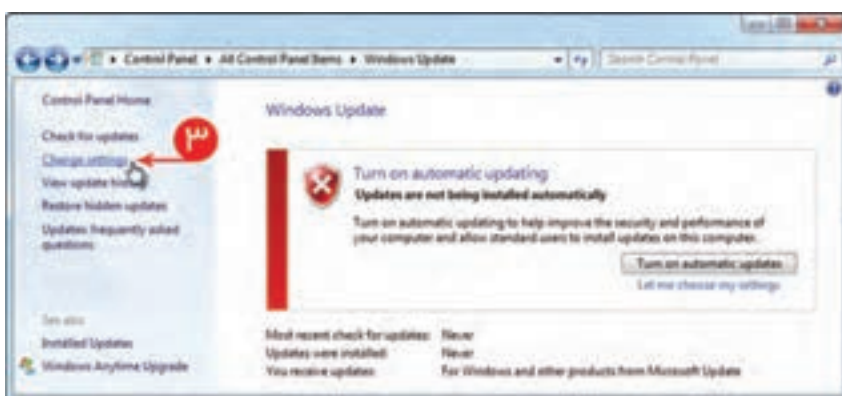 Control Panel ▸ All Control Panel Items ▸ Windows Update
Search Control Panel
Control Panel Home
Check for updates
Change settings
۳
View update history
Restore hidden updates
Updates: frequently asked
questions
See also
Installed Updates
Windows Anytime Upgrade
Windows Update
Turn on automatic updating
Updates are not being installed automatically
Turn on automatic updating to help improve the security and performance of
your computer and allow standard users to install updates on this computer.
Turn on automatic updates
Let me choose my settings
Most recent check for updates: Never
Updates were installed: Never
You receive updates: For Windows and other products from Microsoft Update